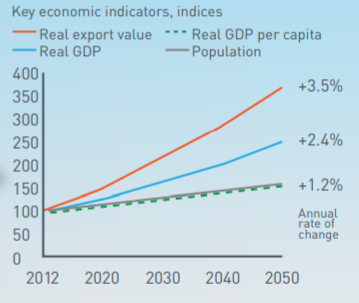 Key economic indicators, indices
Real export value
Real GDP per capita
Real GDP
Population
400
350
300
250
200
150
100
50
0
+3.5%
+2.4%
+1.2%
Annual
rate of
change
2012 2020 2030 2040 2050